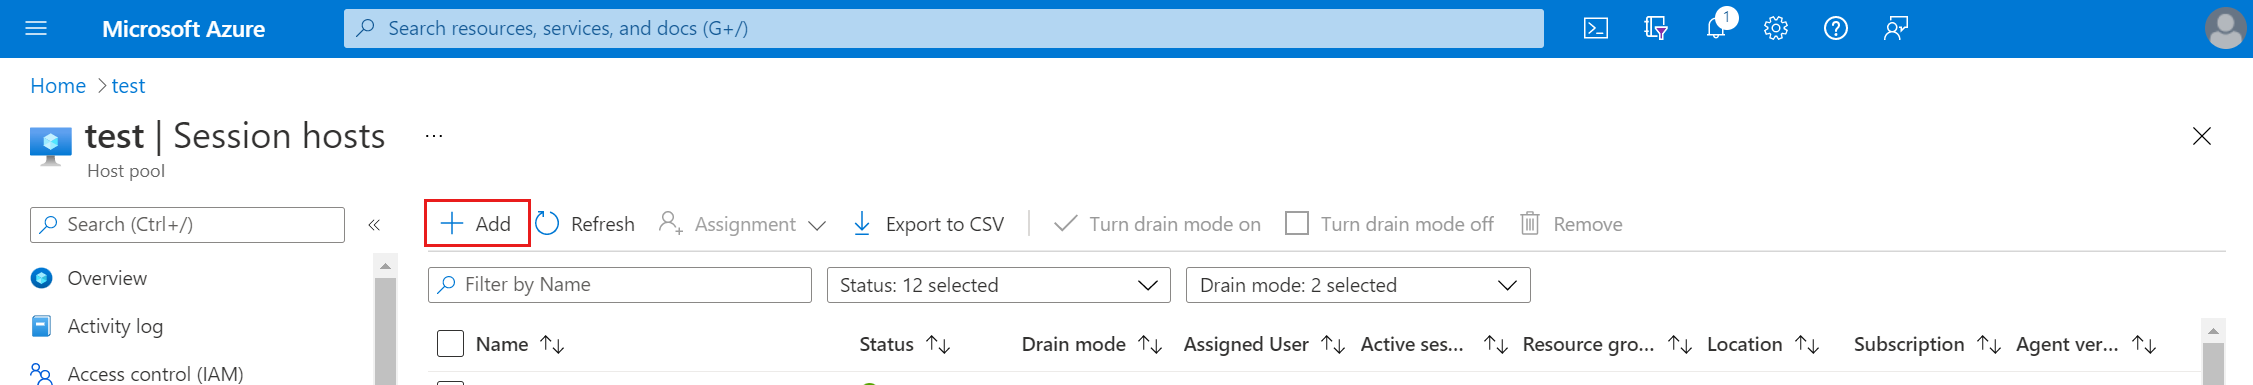 Microsoft Azure
Search resources, services, and docs (G+/)
1
Home > test
test | Session hosts ...
Host pool
Search (Ctrl+/)
«
Add
Refresh
Assignment
Export to CSV
Turn drain mode on
Turn drain mode off
Remove
Overview
Activity log
Access control (IAM)
Filter by Name
Status: 12 selected
Drain mode: 2 selected
Name
Status
Drain mode
Assigned User
Active ses...
Resource gro...
Location
Subscription
Agent ver...